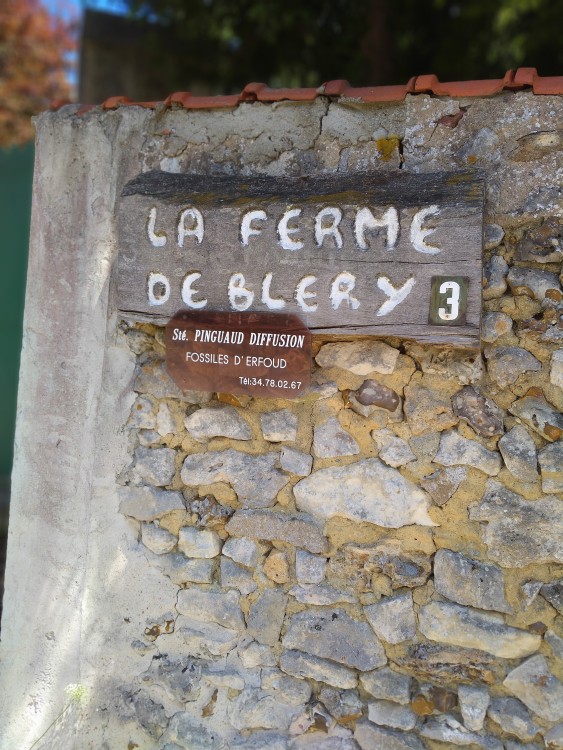 LA FERME
DE BLERY 3
Sté. PINGUAUD DIFFUSION
FOSSILES D'ERFOUD
Tél:34.78.02.67